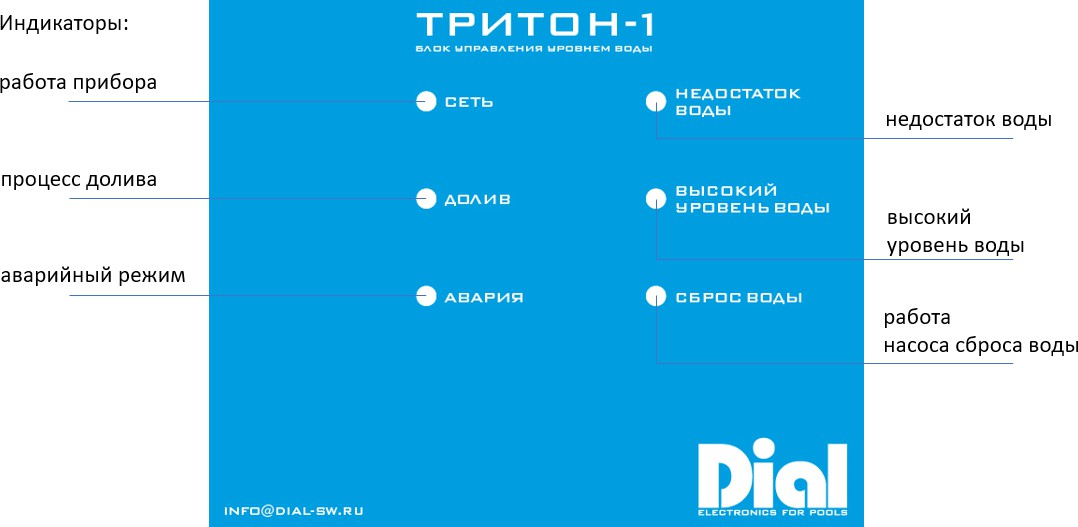 Индикаторы:
ТРИТОН-1
БЛОК УПРАВЛЕНИЯ УРОВНЕМ ВОДЫ
работа прибора
СЕТЬ
НЕДОСТАТОК
ВОДЫ
недостаток воды
процесс долива
ДОЛИВ
ВЫСОКИЙ
УРОВЕНЬ ВОДЫ
высокий
уровень воды
аварийный режим
АВАРИЯ
СБРОС ВОДЫ
работа
насоса сброса воды
Dial
ELECTRONICS FOR POOLS
INFO@DIAL-SW.RU